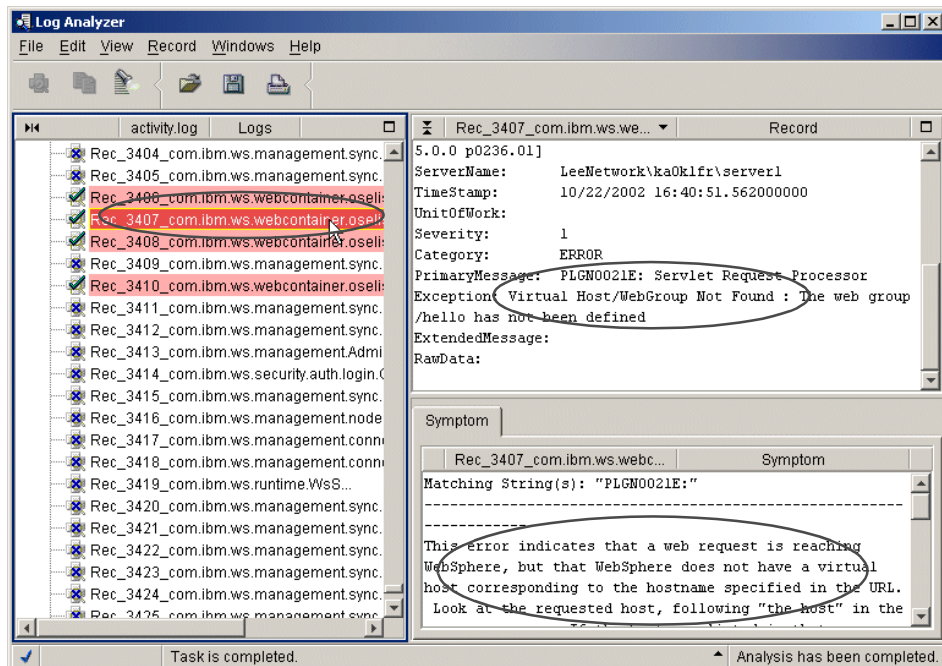 Log Analyzer
File Edit View Record Windows Help
activity.log Logs
Rec_3404_com.ibm.ws.management.sync.
Rec_3405_com.ibm.ws.management.sync.
Rec_3406_com.ibm.ws.webcontainer.oseli
Rec_3407_com.ibm.ws.webcontainer.oseli
Rec_3408_com.ibm.ws.webcontainer.oseli
Rec_3409_com.ibm.ws.management.sync.
Rec_3410_com.ibm.ws.webcontainer.oseli
Rec_3411_com.ibm.ws.management.sync.
Rec_3412_com.ibm.ws.management.sync.
Rec_3413_com.ibm.ws.management.Admi
Rec_3414_com.ibm.ws.security.auth.login.C
Rec_3415_com.ibm.ws.management.sync.
Rec_3416_com.ibm.ws.management.node
Rec_3417_com.ibm.ws.management.conn
Rec_3418_com.ibm.ws.management.conn
Rec_3419_com.ibm.ws.runtime.WsS...
Rec_3420_com.ibm.ws.management.sync.
Rec_3421_com.ibm.ws.management.sync.
Rec_3422_com.ibm.ws.management.sync.
Rec_3423_com.ibm.ws.management.sync.
Rec_3424_com.ibm.ws.management.sync.
Rec_3425_com.ibm.ws.management.sync.
Rec_3407_com.ibm.ws.we... Record
5.0.0 p0236.01]
ServerName: LeeNetwork\ka0klfr\server1
TimeStamp: 10/22/2002 16:40:51.562000000
UnitOfWork:
Severity: 1
Category: ERROR
PrimaryMessage: PLGN0021E: Servlet Request Processor
Exception: Virtual Host/WebGroup Not Found : The web group
/hello has not been defined
ExtendedMessage:
RawData:
Symptom
Rec_3407_com.ibm.ws.webc... Symptom
Matching String(s): "PLGN0021E:"
------------------------------------------------------------
-------------
This error indicates that a web request is reaching
WebSphere, but that WebSphere does not have a virtual
host corresponding to the hostname specified in the URL.
Look at the requested host, following "the host" in the
Task is completed.
Analysis has been completed.